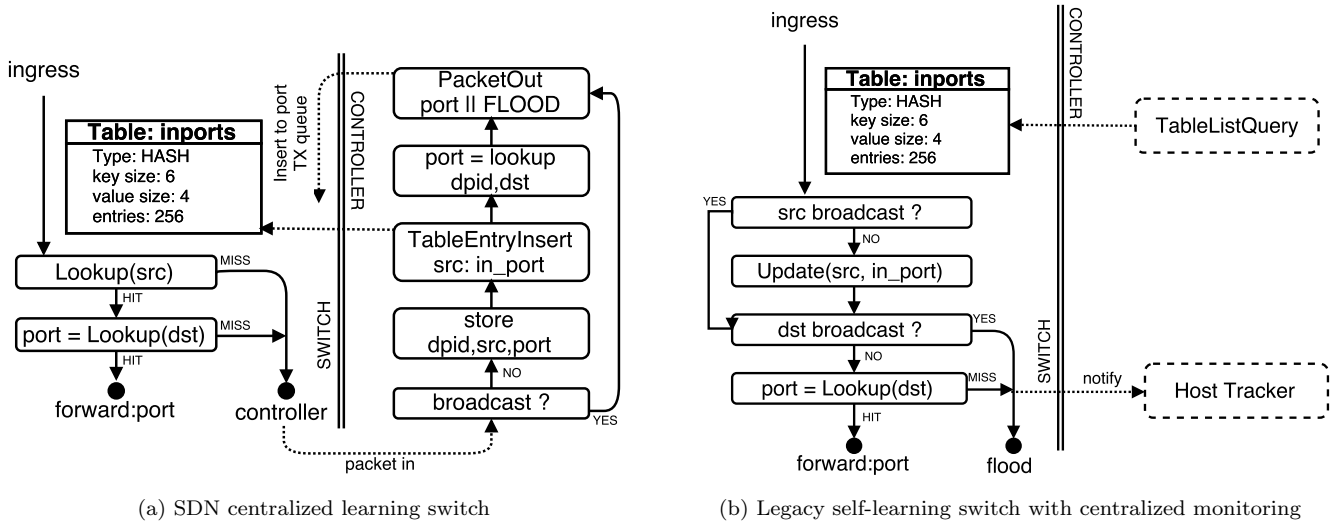 ingress
Table: inports
Type: HASH
key size: 6
value size: 4
entries: 256
Lookup(src)
MISS
HIT
port = Lookup(dst)
MISS
HIT
forward:port
controller
packet in
Insert to port
TX queue
CONTROLLER
SWITCH
PacketOut
port || FLOOD
port = lookup
dpid,dst
TableEntryInsert
src: in_port
store
dpid,src,port
NO
broadcast ?
YES
(a) SDN centralized learning switch
ingress
Table: inports
Type: HASH
key size: 6
value size: 4
entries: 256
CONTROLLER
TableListQuery
YES
src broadcast ?
NO
Update(src, in_port)
dst broadcast ?
YES
NO
port = Lookup(dst)
MISS
HIT
forward:port
flood
SWITCH
notify
Host Tracker
(b) Legacy self-learning switch with centralized monitoring